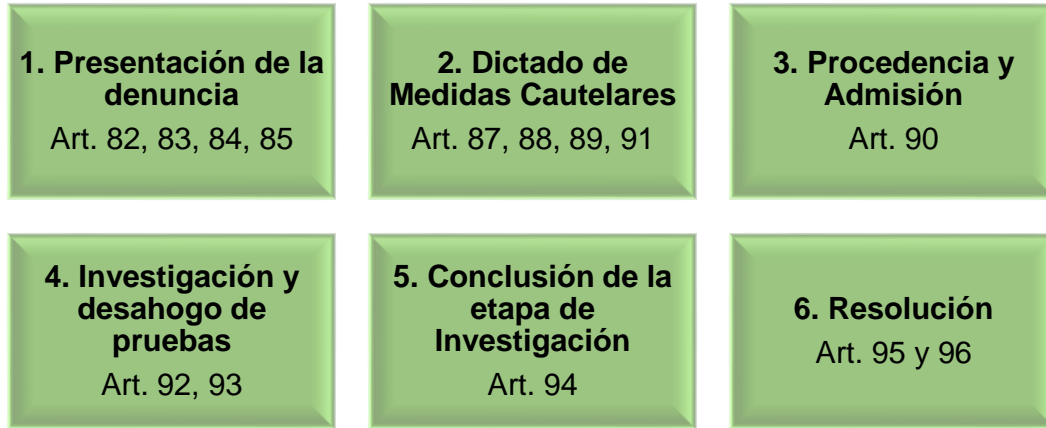 1. Presentación de la
denuncia
Art. 82, 83, 84, 85
2. Dictado de
Medidas Cautelares
Art. 87, 88, 89, 91
3. Procedencia y
Admisión
Art. 90
4. Investigación y
desahogo de
pruebas
Art. 92, 93
5. Conclusión de la
etapa de
Investigación
Art. 94
6. Resolución
Art. 95 y 96